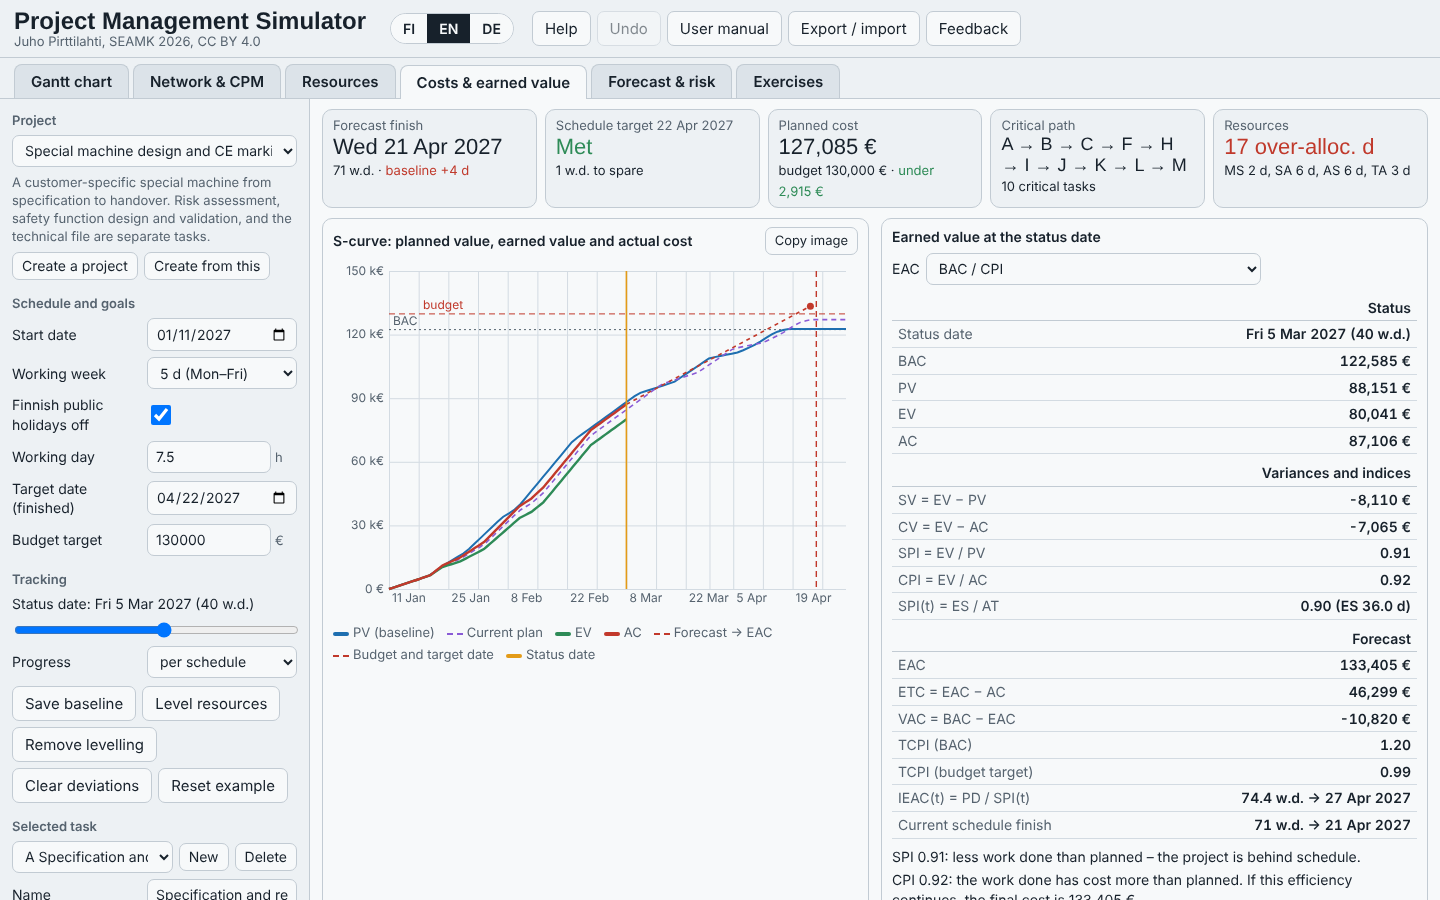 Project Management Simulator
Juho Pirttilahti, SEAMK 2026, CC BY 4.0
FI EN DE
Help Undo User manual Export / import Feedback
Gantt chart Network & CPM Resources Costs & earned value Forecast & risk Exercises
Project
Special machine design and CE marki
A customer-specific special machine from
specification to handover. Risk assessment,
safety function design and validation, and the
technical file are separate tasks.
Create a project Create from this
Schedule and goals
Start date 01/11/2027
Working week 5 d (Mon–Fri)
Finnish public
holidays off
Working day 7.5 h
Target date
(finished) 04/22/2027
Budget target 130000 €
Tracking
Status date: Fri 5 Mar 2027 (40 w.d.)
Progress per schedule
Save baseline Level resources
Remove levelling
Clear deviations Reset example
Selected task
A Specification and New Delete
Name Specification and re
Forecast finish
Wed 21 Apr 2027
71 w.d. · baseline +4 d
Schedule target 22 Apr 2027
Met
1 w.d. to spare
Planned cost
127,085 €
budget 130,000 € · under
2,915 €
Critical path
A → B → C → F → H
→ I → J → K → L → M
10 critical tasks
Resources
17 over-alloc. d
MS 2 d, SA 6 d, AS 6 d, TA 3 d
S-curve: planned value, earned value and actual cost
Copy image
150 k€
budget
BAC
120 k€
90 k€
60 k€
30 k€
0 €
11 Jan 25 Jan 8 Feb 22 Feb 8 Mar 22 Mar 5 Apr 19 Apr
PV (baseline) Current plan EV AC Forecast → EAC
Budget and target date Status date
Earned value at the status date
EAC BAC / CPI
Status
Status date Fri 5 Mar 2027 (40 w.d.)
BAC 122,585 €
PV 88,151 €
EV 80,041 €
AC 87,106 €
Variances and indices
SV = EV − PV -8,110 €
CV = EV − AC -7,065 €
SPI = EV / PV 0.91
CPI = EV / AC 0.92
SPI(t) = ES / AT 0.90 (ES 36.0 d)
Forecast
EAC 133,405 €
ETC = EAC − AC 46,299 €
VAC = BAC − EAC -10,820 €
TCPI (BAC) 1.20
TCPI (budget target) 0.99
IEAC(t) = PD / SPI(t) 74.4 w.d. → 27 Apr 2027
Current schedule finish 71 w.d. → 21 Apr 2027
SPI 0.91: less work done than planned – the project is behind schedule.
CPI 0.92: the work done has cost more than planned. If this efficiency
continues, the final cost is 133,405 €.